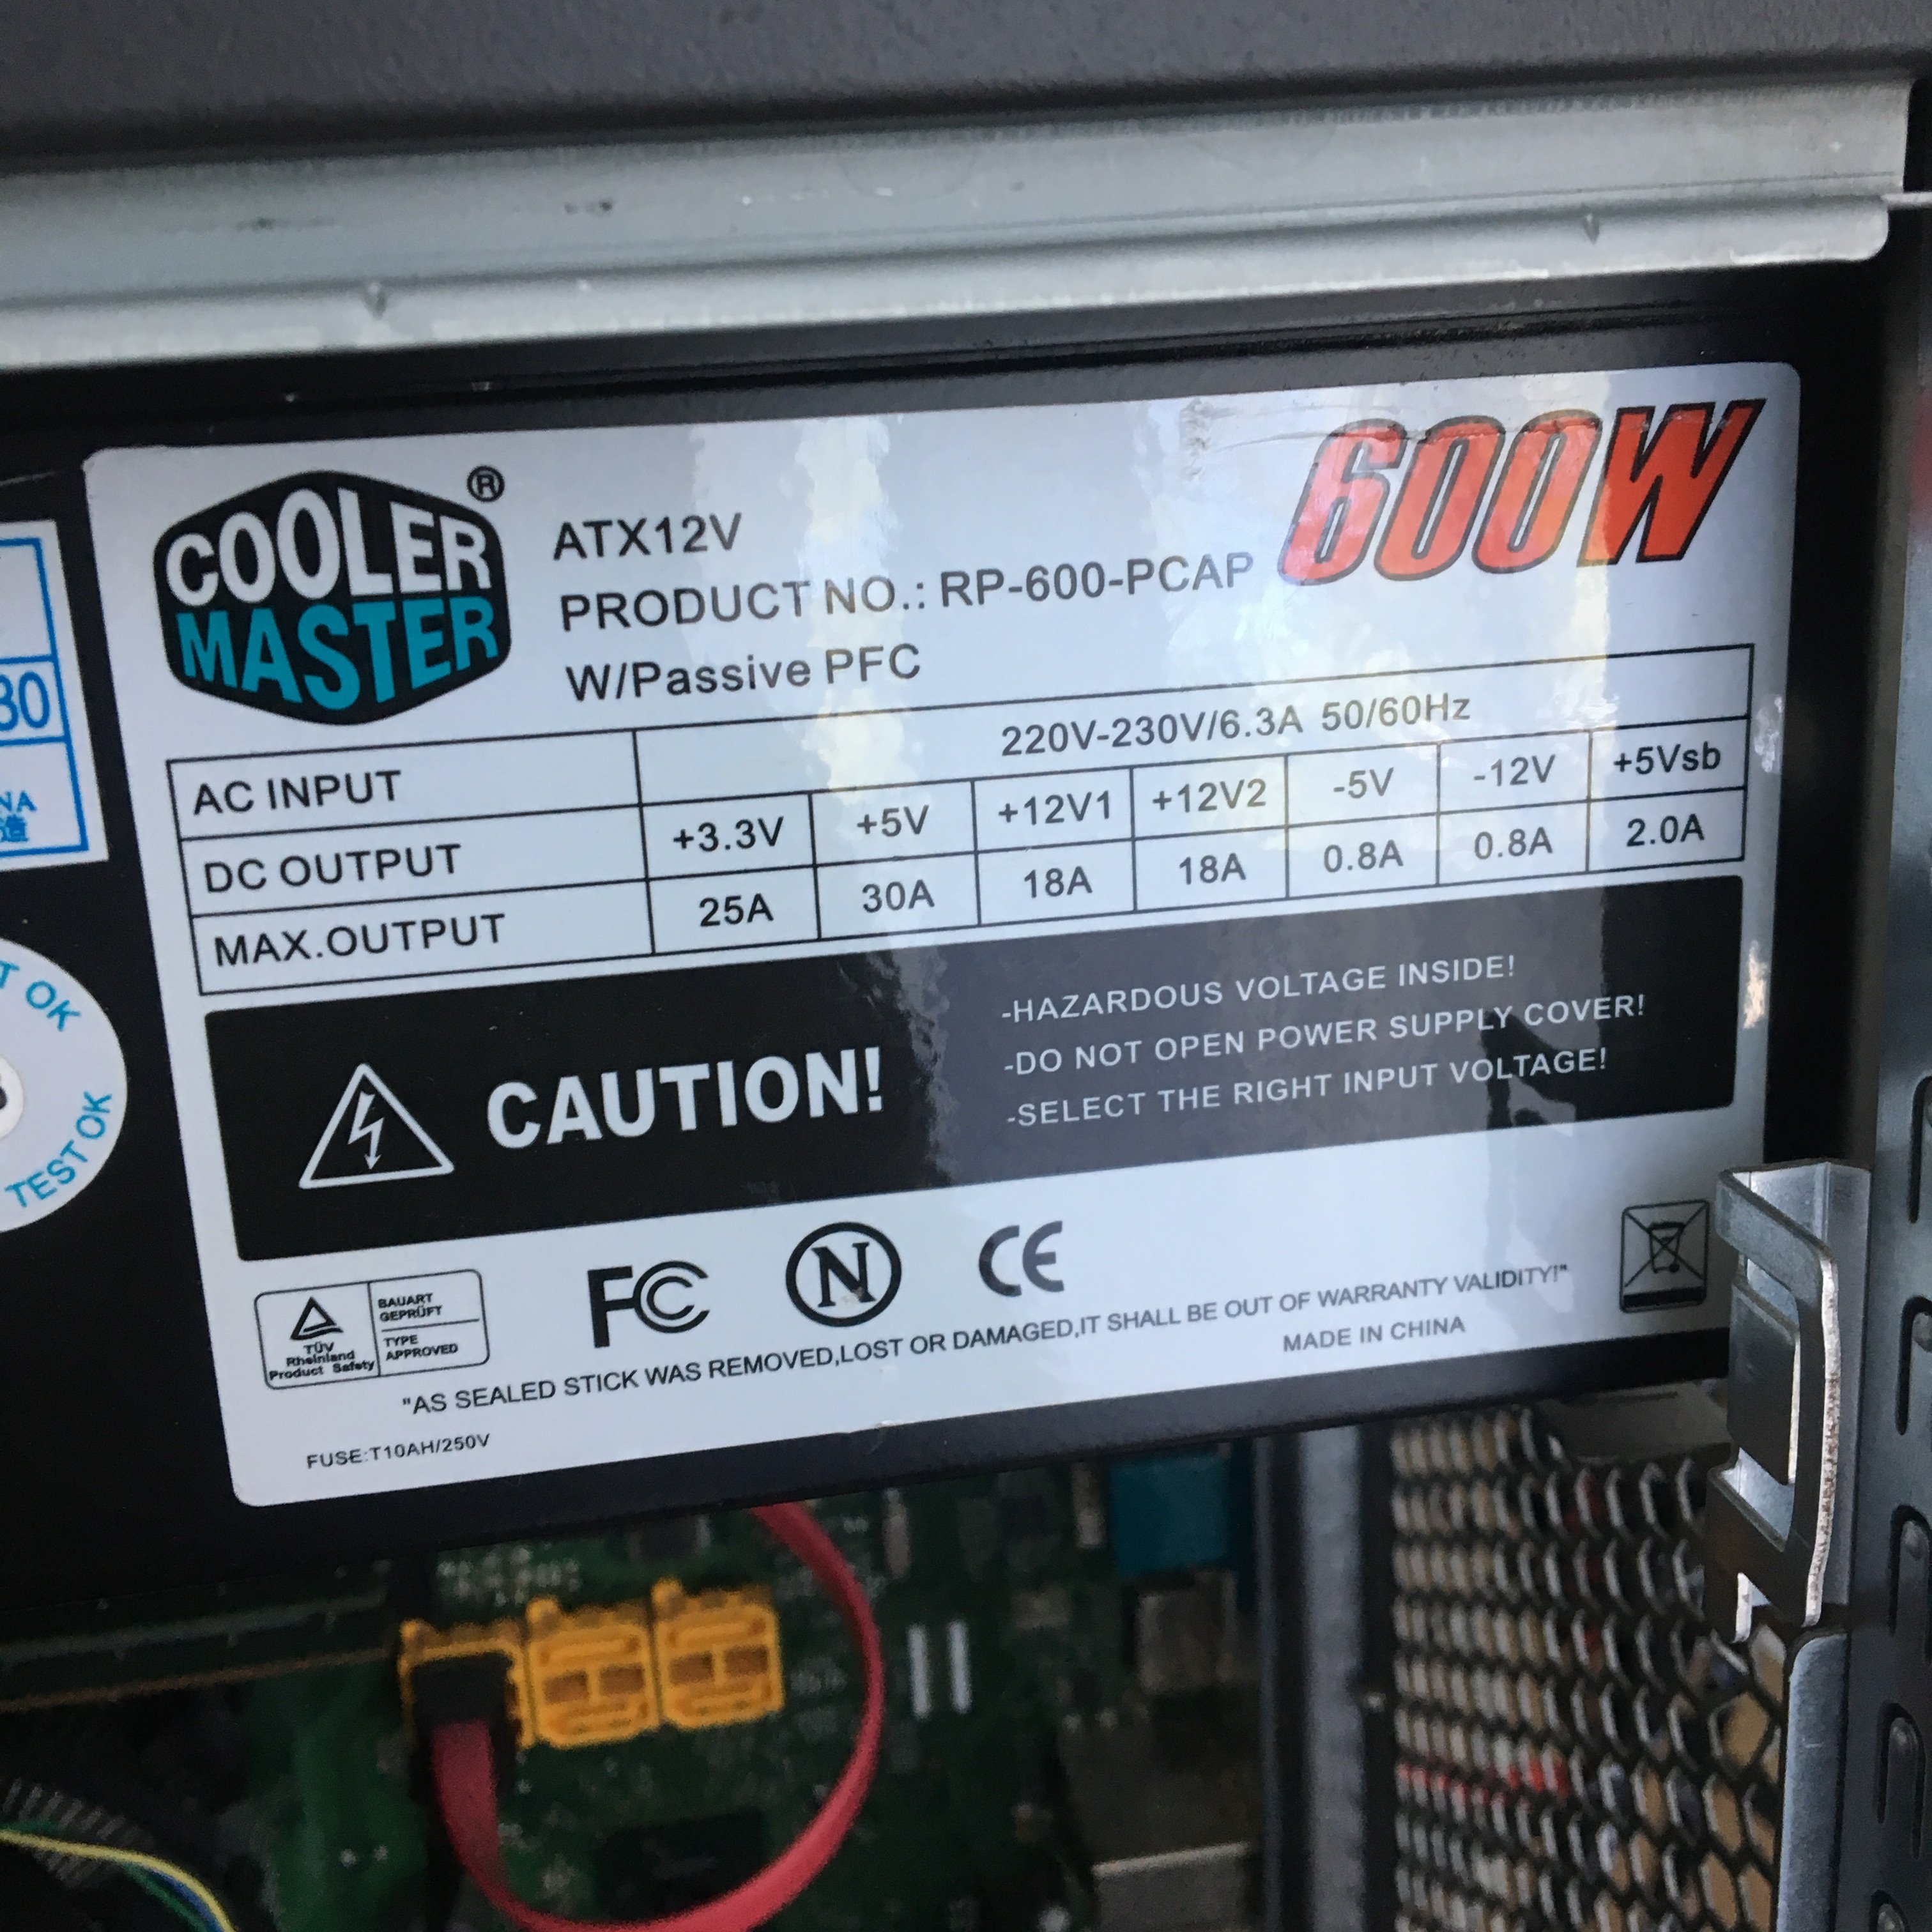 COOLER
MASTER
®
ATX12V
PRODUCT NO.: RP-600-PCAP
W/Passive PFC
600W
AC INPUT 220V-230V/6.3A 50/60Hz
DC OUTPUT +3.3V +5V +12V1 +12V2 -5V -12V +5Vsb
MAX.OUTPUT 25A 30A 18A 18A 0.8A 0.8A 2.0A
CAUTION!
-HAZARDOUS VOLTAGE INSIDE!
-DO NOT OPEN POWER SUPPLY COVER!
-SELECT THE RIGHT INPUT VOLTAGE!
TÜV
Rheinland
Product Safety
BAUART
GEPRÜFT
TYPE
APPROVED
FC
N
CE
"AS SEALED STICK WAS REMOVED,LOST OR DAMAGED,IT SHALL BE OUT OF WARRANTY VALIDITY!"
MADE IN CHINA
FUSE:T10AH/250V
30
造
OK
TEST OK